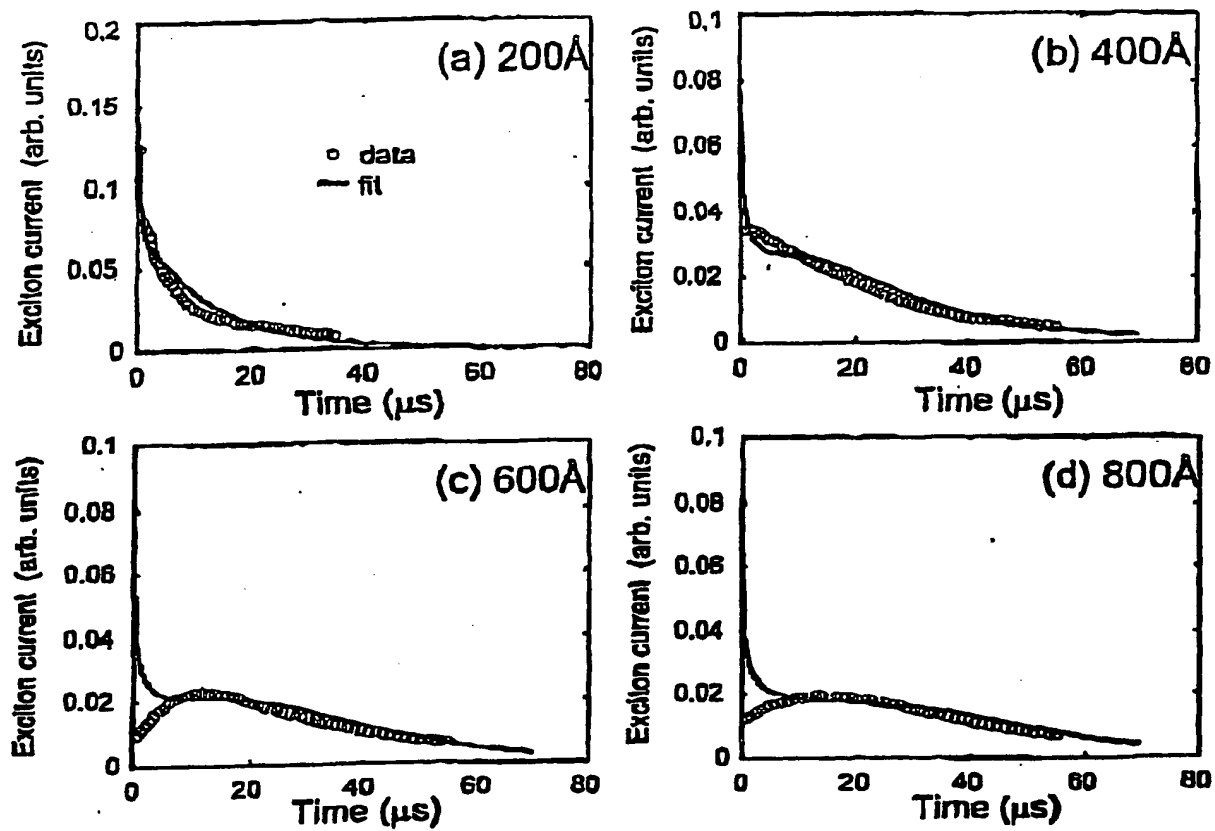 (a) 200Å
Exciton current (arb. units)
0.2
0.15
0.1
0.05
0
data
fit
0 20 40 60 80
Time (μs)
(b) 400Å
Exciton current (arb. units)
0.1
0.08
0.06
0.04
0.02
0
0 20 40 60 80
Time (μs)
(c) 600Å
Exciton current (arb. units)
0.1
0.08
0.06
0.04
0.02
0
0 20 40 60 80
Time (μs)
(d) 800Å
Exciton current (arb. units)
0.1
0.08
0.06
0.04
0.02
0
0 20 40 60 80
Time (μs)